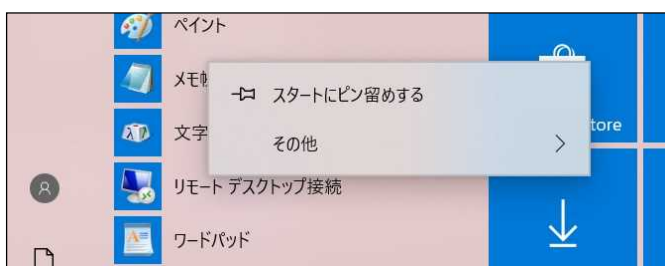 ペイント
メモ
スタートにピン留めする
文字
その他
tore
リモート デスクトップ接続
ワードパッド